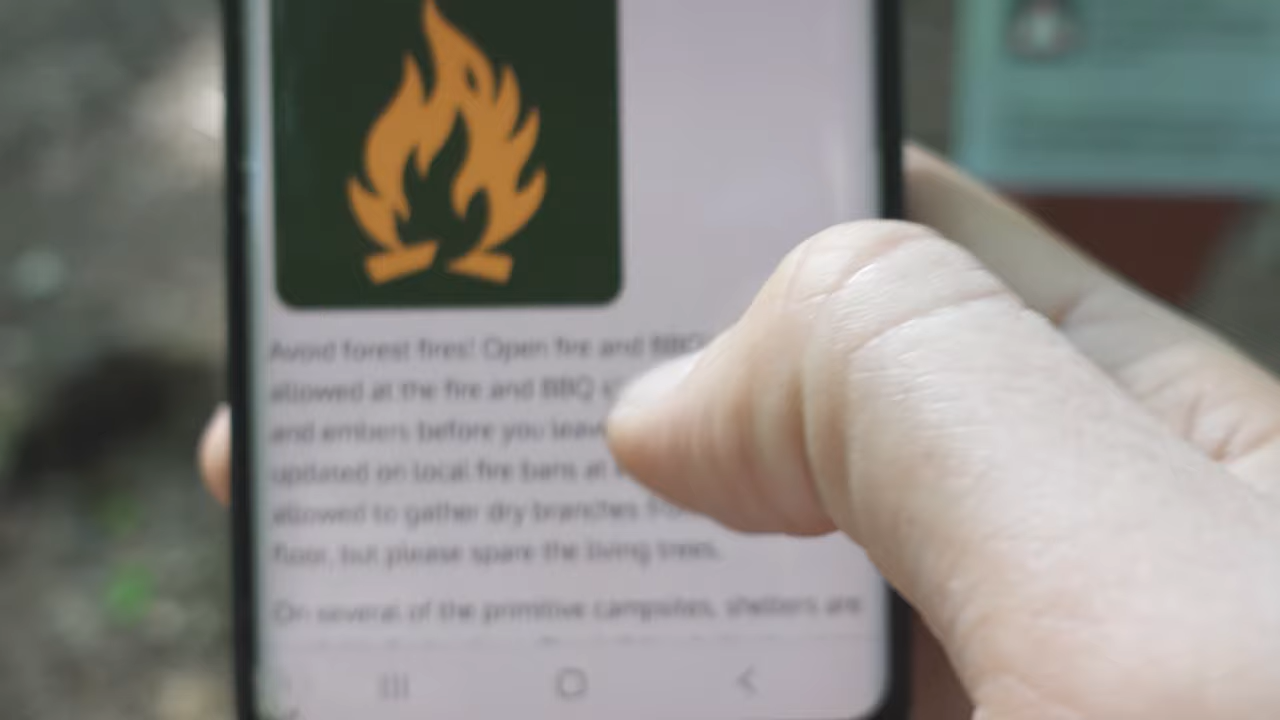 Avoid forest fires! Open fire and BBQ
allowed at the fire and BBQ
and embers before you leave
updated on local fire bans at
allowed to gather dry branches
floor, but please spare the living trees.
On several of the primitive campsites, shelters are